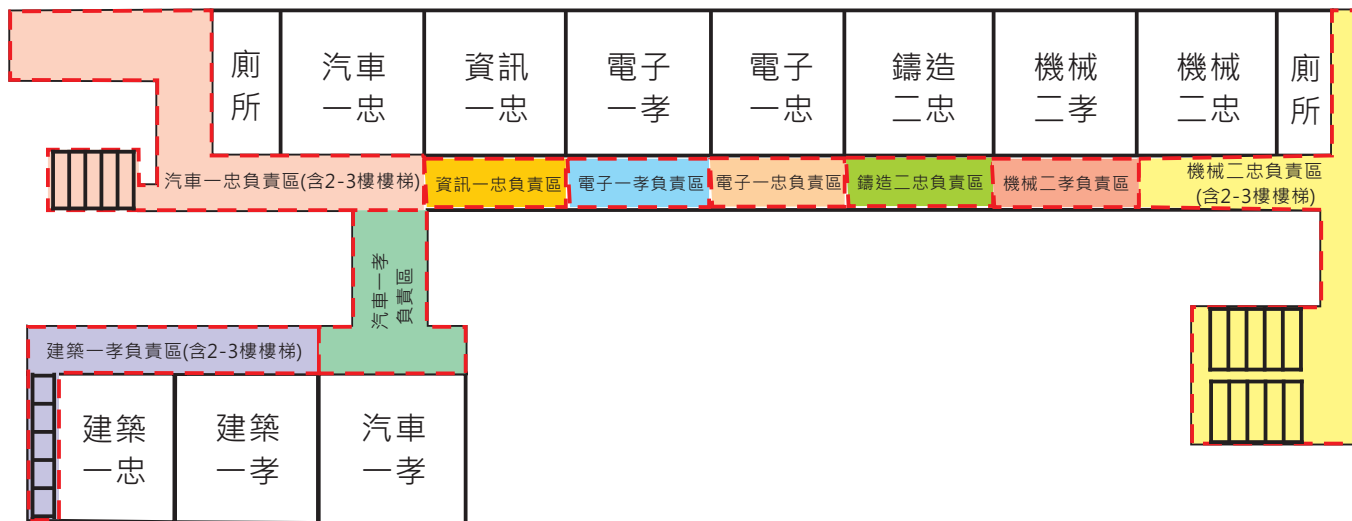 廁所
汽車一忠
資訊一忠
電子一孝
電子一忠
鑄造二忠
機械二孝
機械二忠
廁所
汽車一忠負責區(含2-3樓樓梯)
資訊一忠負責區
電子一孝負責區
電子一忠負責區
鑄造二忠負責區
機械二孝負責區
機械二忠負責區
(含2-3樓樓梯)
汽車一孝
負責區
建築一孝負責區(含2-3樓樓梯)
建築一忠
建築一孝
汽車一孝